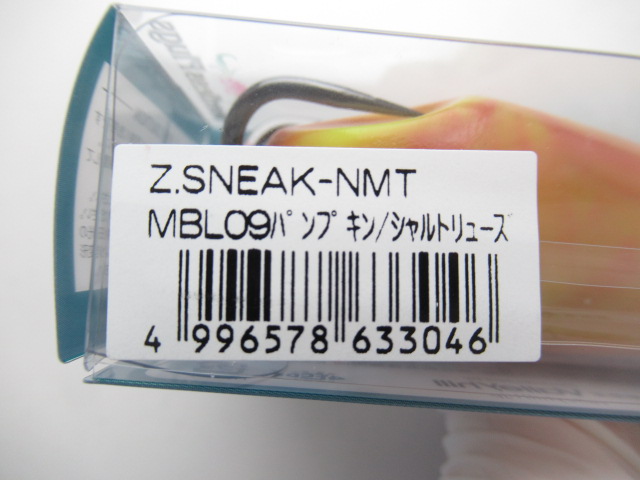 Z.SNEAK-NMT
MBL09ﾊﾟﾝﾌﾟｷﾝ/ｼｬﾙﾄﾘｭｰｽﾞ
4 996578 633046